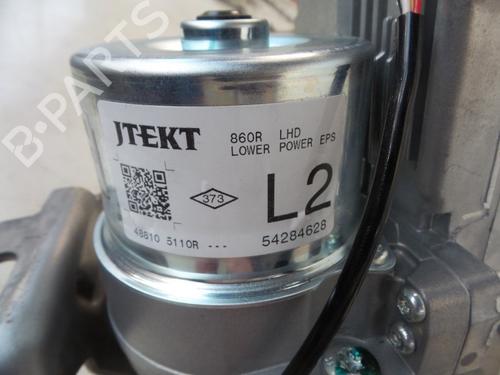 JTEKT
860R LHD
LOWER POWER EPS
373
L2
48810 5110R ---
54284628
B-PARTS